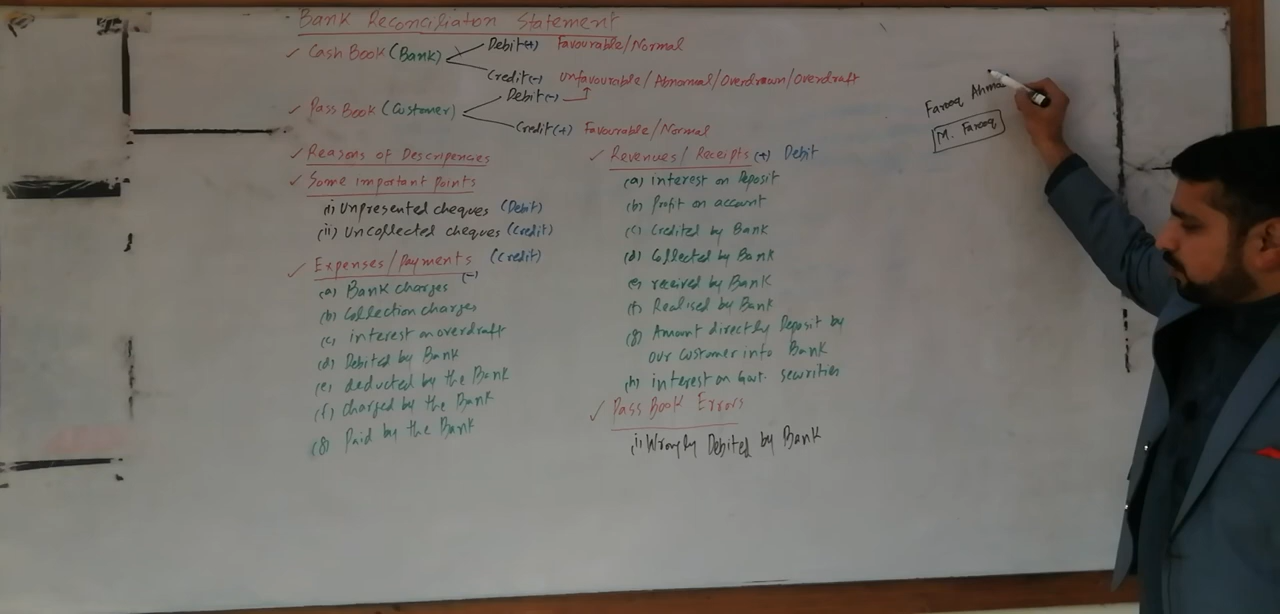 Bank Reconciliation Statement
✓ Cash Book (Bank)
Debit(+) Favourable/Normal
Credit(-) Unfavourable/Abnormal/Overdrawn/Overdraft
✓ Pass Book (Customer)
Debit(-)
Credit(+) Favourable/Normal
✓ Reasons of Descripencies
✓ Some important points
(i) Unpresented cheques (Debit)
(ii) Uncollected cheques (Credit)
✓ Expenses/Payments (Credit)
(-)
(a) Bank charges
(b) Collection charges
(c) interest on overdraft
(d) Debited by Bank
(e) deducted by the Bank
(f) charged by the Bank
(g) Paid by the Bank
✓ Revenues/Receipts (+) Debit
(a) interest on Deposit
(b) Profit on account
(c) Credited by Bank
(d) Collected by Bank
(e) received by Bank
(f) Realised by Bank
(g) Amount directly Deposit by
our customer into Bank
(h) interest on Govt. securities
✓ Pass Book Errors
(i) Wrongly Debited by Bank
Farooq Ahma
M. Farooq